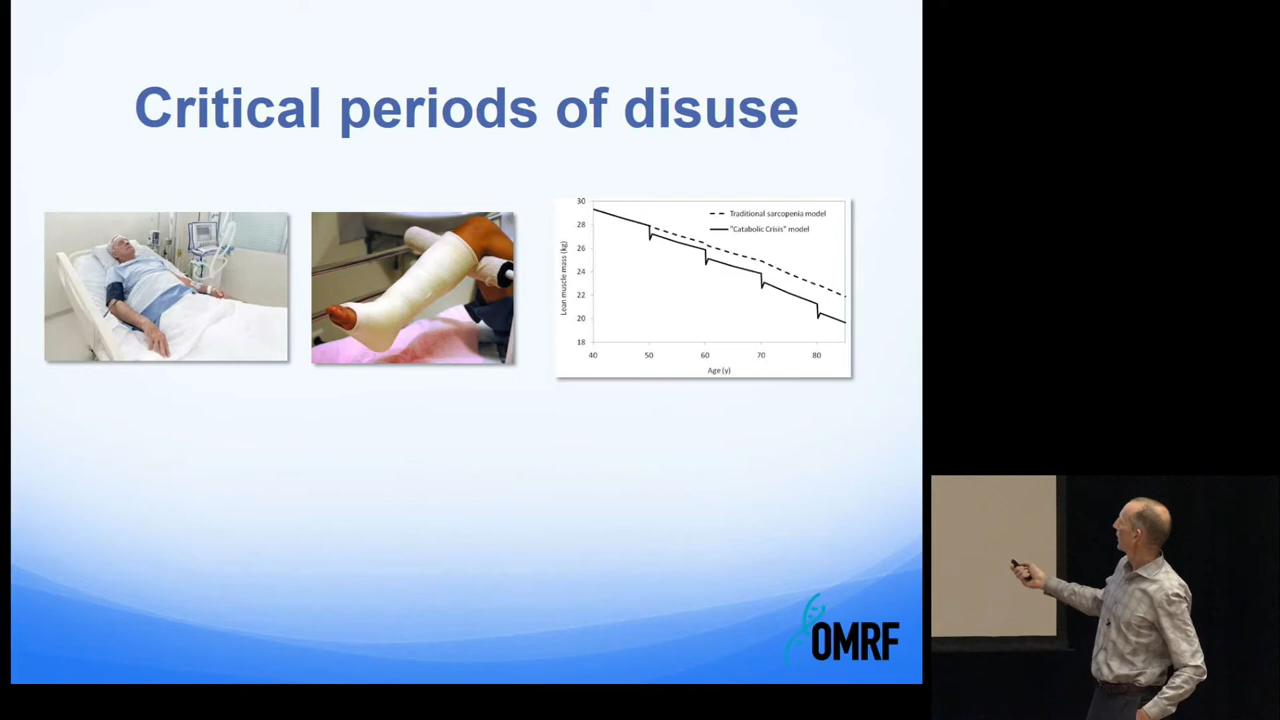 Critical periods of disuse
30
28
26
24
22
20
18
Lean muscle mass (kg)
Traditional sarcopenia model
"Catabolic Crisis" model
40 50 60 70 80
Age (y)
OMRF